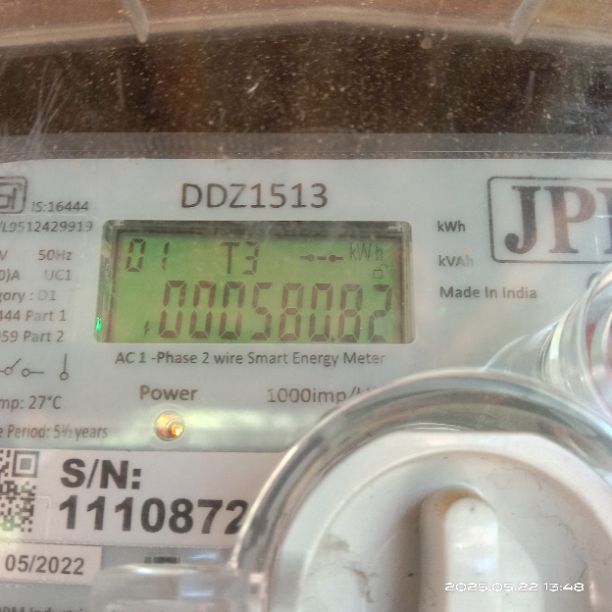 IS:16444
DDZ1513
JP
9512429919
kWh
V 50Hz
01 T3 kWh
kVAh
)A UC1
gory : D1
000580.82
Made In India
444 Part 1
959 Part 2
AC 1 -Phase 2 wire Smart Energy Meter
mp: 27°C
Power
1000imp/
e Period: 5½ years
S/N:
1110872
05/2022
2025.05.22 13:48